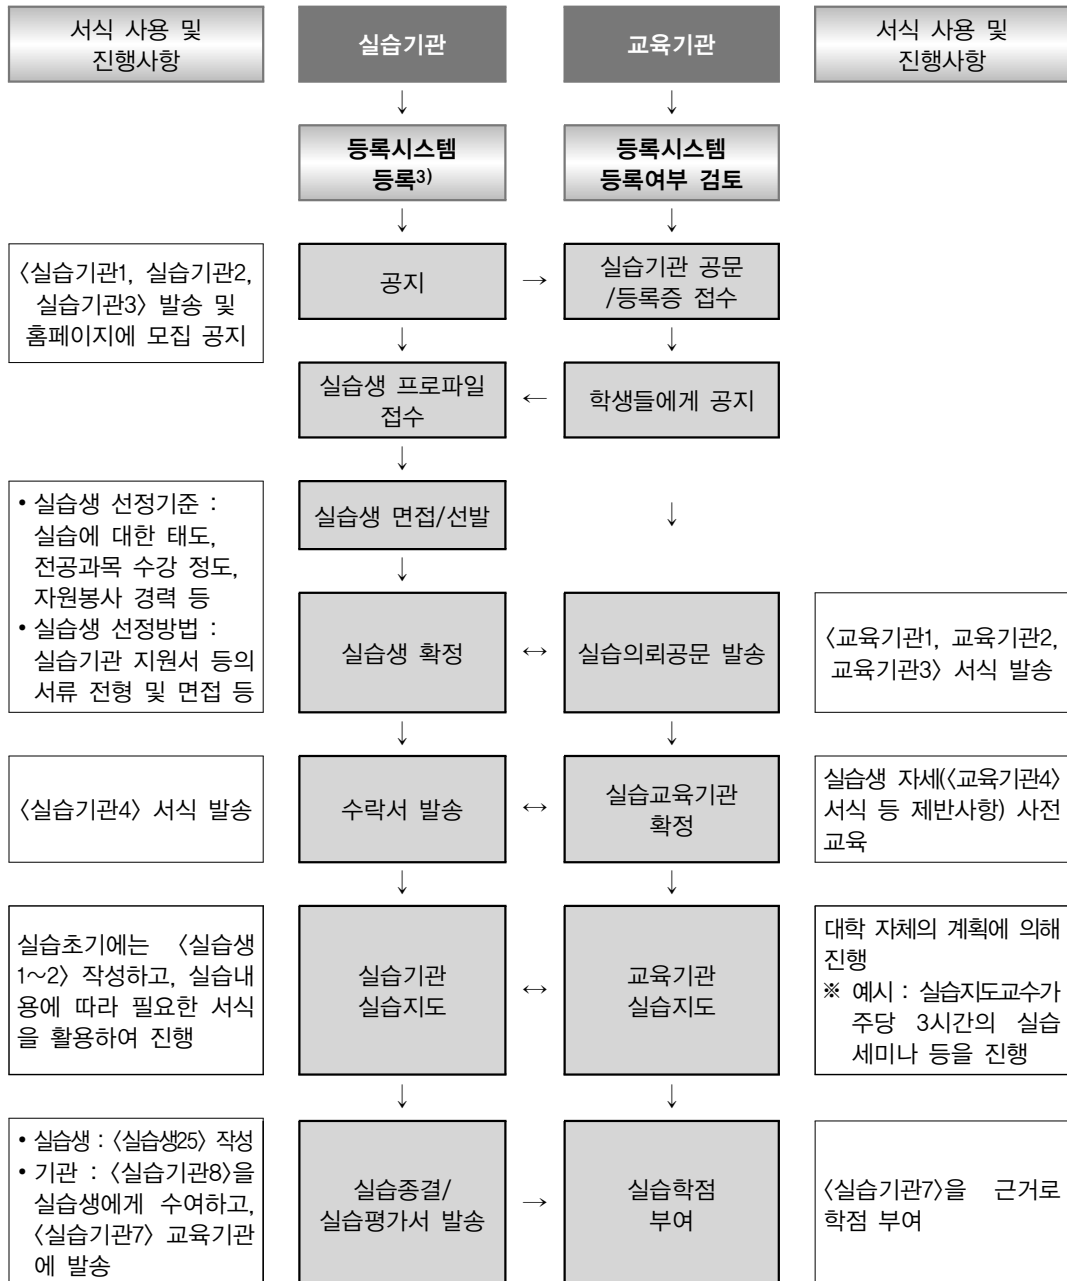 서식 사용 및
진행사항
실습기관
교육기관
서식 사용 및
진행사항
↓
↓
등록시스템
등록3)
등록시스템
등록여부 검토
↓
↓
〈실습기관1, 실습기관2,
실습기관3〉 발송 및
홈페이지에 모집 공지
공지
→
실습기관 공문
/등록증 접수
↓
↓
실습생 프로파일
접수
←
학생들에게 공지
↓
• 실습생 선정기준 :
실습에 대한 태도,
전공과목 수강 정도,
자원봉사 경력 등
• 실습생 선정방법 :
실습기관 지원서 등의
서류 전형 및 면접 등
실습생 면접/선발
↓
↓
실습생 확정
↔
실습의뢰공문 발송
〈교육기관1, 교육기관2,
교육기관3〉 서식 발송
↓
↓
〈실습기관4〉 서식 발송
수락서 발송
↔
실습교육기관
확정
실습생 자세(〈교육기관4〉
서식 등 제반사항) 사전
교육
↓
↓
실습초기에는 〈실습생
1~2〉 작성하고, 실습내
용에 따라 필요한 서식
을 활용하여 진행
실습기관
실습지도
↔
교육기관
실습지도
대학 자체의 계획에 의해
진행
※ 예시 : 실습지도교수가
주당 3시간의 실습
세미나 등을 진행
↓
↓
• 실습생 : 〈실습생25〉 작성
• 기관 : 〈실습기관8〉을
실습생에게 수여하고,
〈실습기관7〉 교육기관
에 발송
실습종결/
실습평가서 발송
→
실습학점
부여
〈실습기관7〉을 근거로
학점 부여